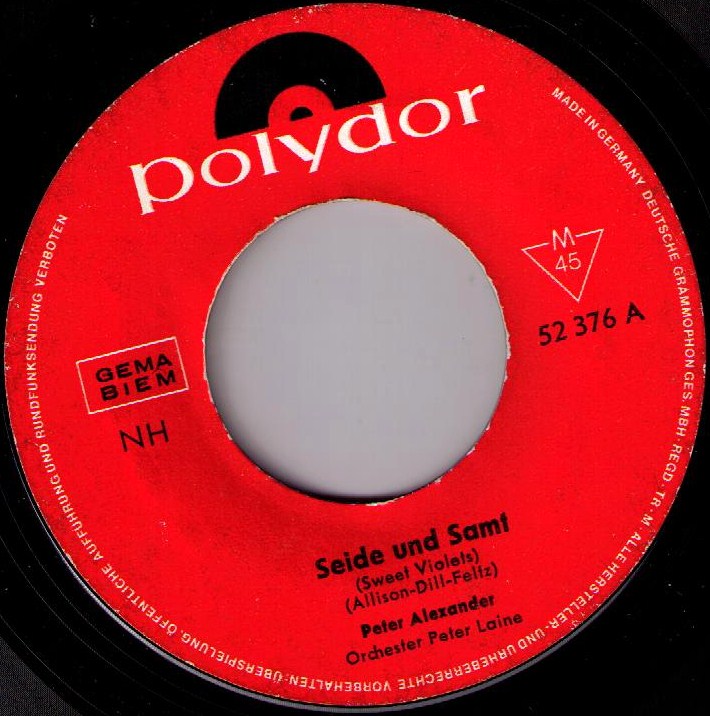 polydor
MADE IN GERMANY · DEUTSCHE GRAMMOPHON GES. MBH · REGD · TR · M · ALLE HERSTELLER- UND URHEBERRECHTE VORBEHALTEN · ÜBERSPIELUNG ÖFFENTLICHE AUFFÜHRUNG UND RUNDFUNKSENDUNG VERBOTEN
M
45
52 376 A
GEMA
BIEM
NH
Seide und Samt
(Sweet Violets)
(Allison-Dill-Feltz)
Peter Alexander
Orchester Peter Laine